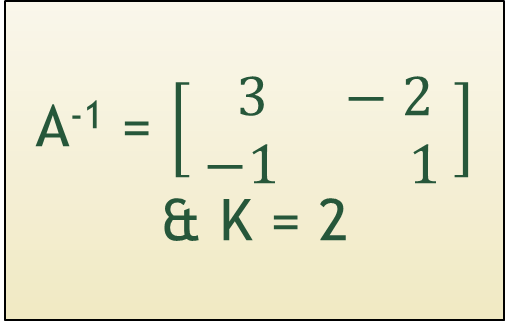 A⁻¹ = [ 3 − 2
−1 1 ]
& K = 2